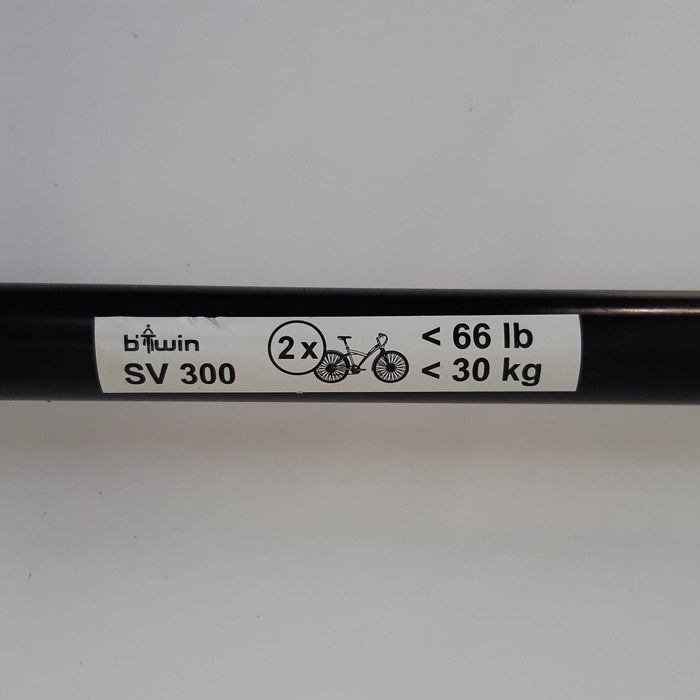 b'Twin
SV 300
2 x
< 66 lb
< 30 kg